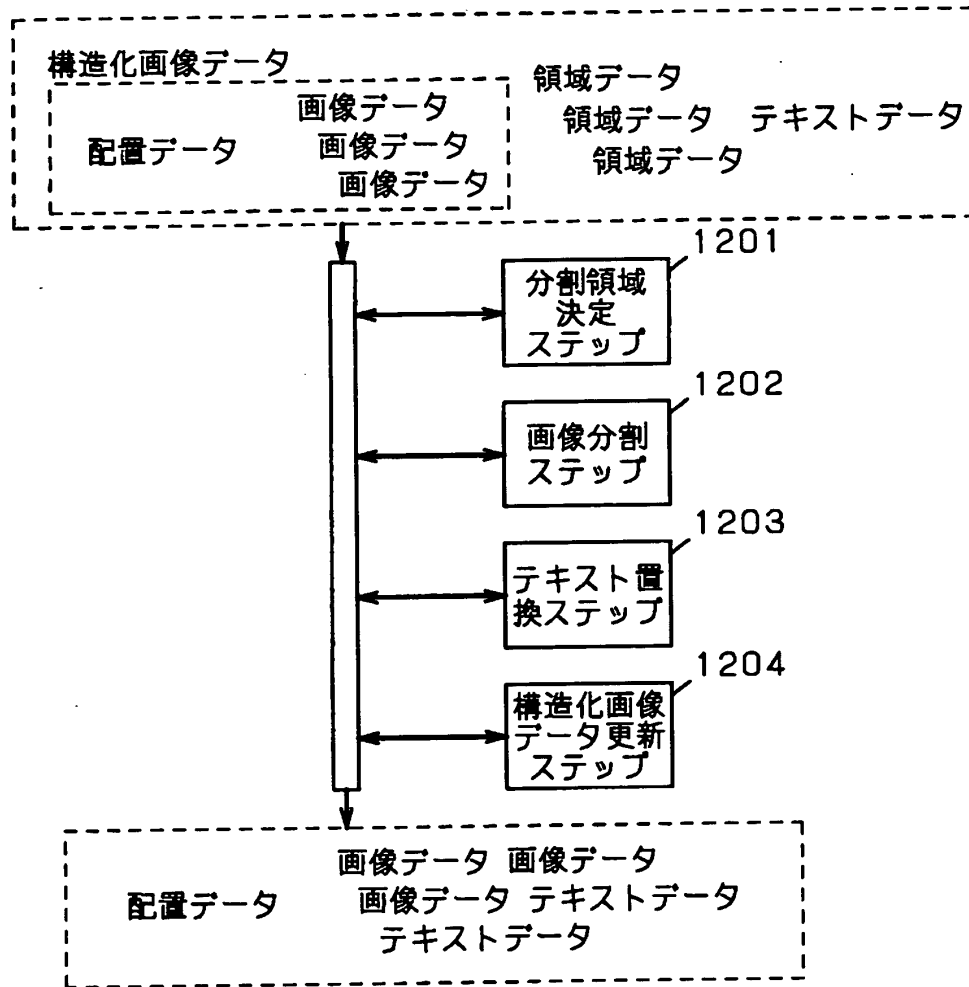 構造化画像データ
領域データ
画像データ
領域データ テキストデータ
配置データ 画像データ
領域データ
画像データ
1201
分割領域
決定
ステップ
1202
画像分割
ステップ
1203
テキスト置
換ステップ
1204
構造化画像
データ更新
ステップ
画像データ 画像データ
配置データ 画像データ テキストデータ
テキストデータ